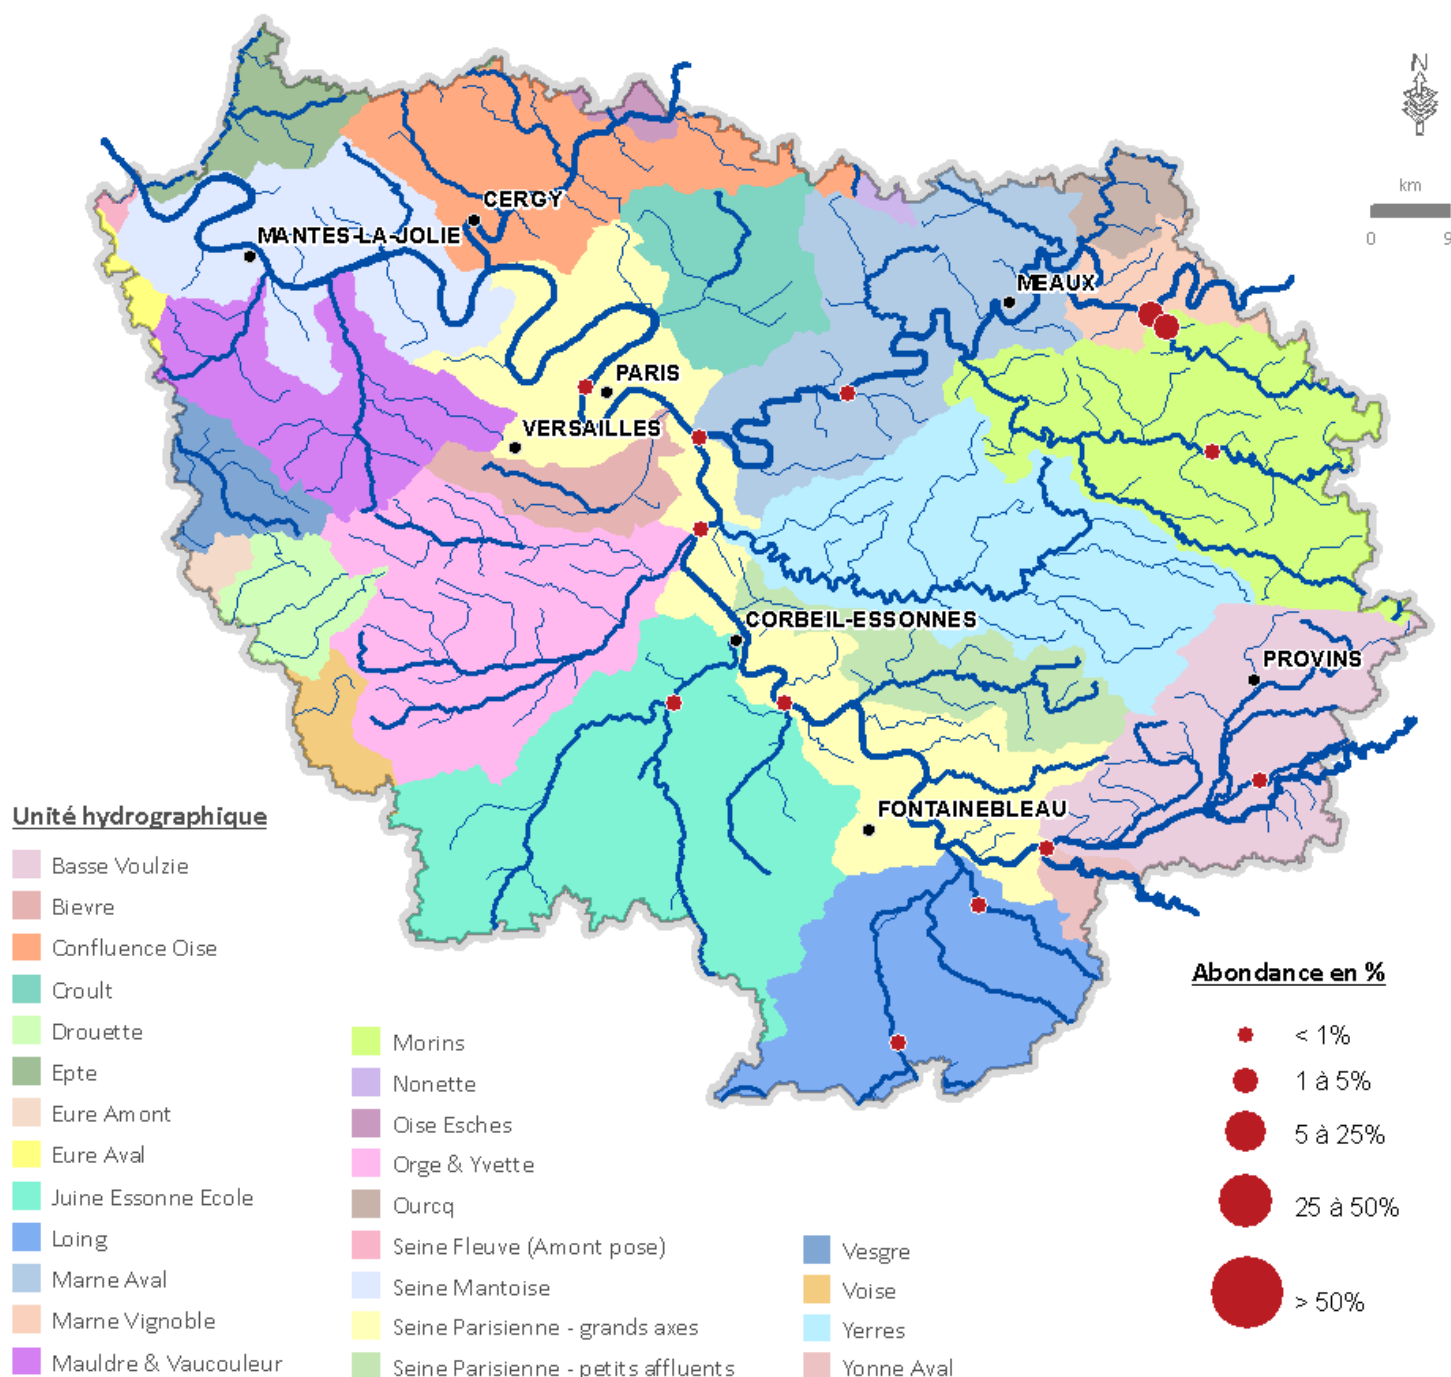 N
km
0 9
CERGY
MANTES-LA-JOLIE
MEAUX
PARIS
VERSAILLES
CORBEIL-ESSONNES
PROVINS
FONTAINEBLEAU
Unité hydrographique
Basse Voulzie
Bievre
Confluence Oise
Croult
Drouette
Epte
Eure Amont
Eure Aval
Juine Essonne Ecole
Loing
Marne Aval
Marne Vignoble
Mauldre & Vaucouleur
Morins
Nonette
Oise Esches
Orge & Yvette
Ourcq
Seine Fleuve (Amont pose)
Seine Mantoise
Seine Parisienne - grands axes
Seine Parisienne - petits affluents
Vesgre
Voise
Yerres
Yonne Aval
Abondance en %
< 1%
1 à 5%
5 à 25%
25 à 50%
> 50%